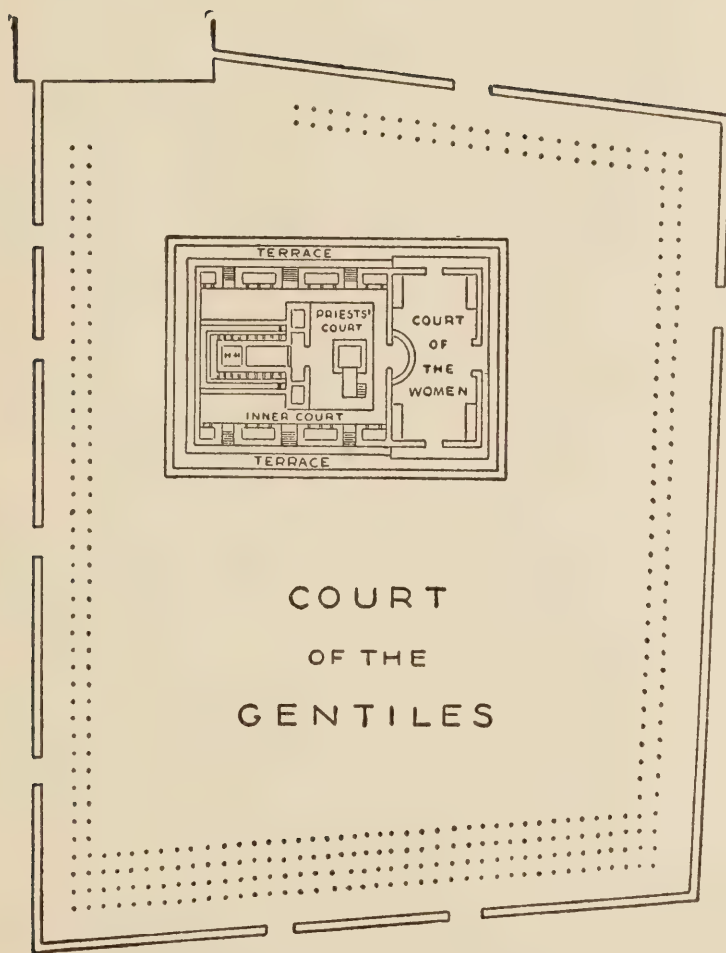 TERRACE
PRIESTS'
COURT
COURT
OF
THE
WOMEN
INNER COURT
TERRACE
COURT
OF THE
GENTILES